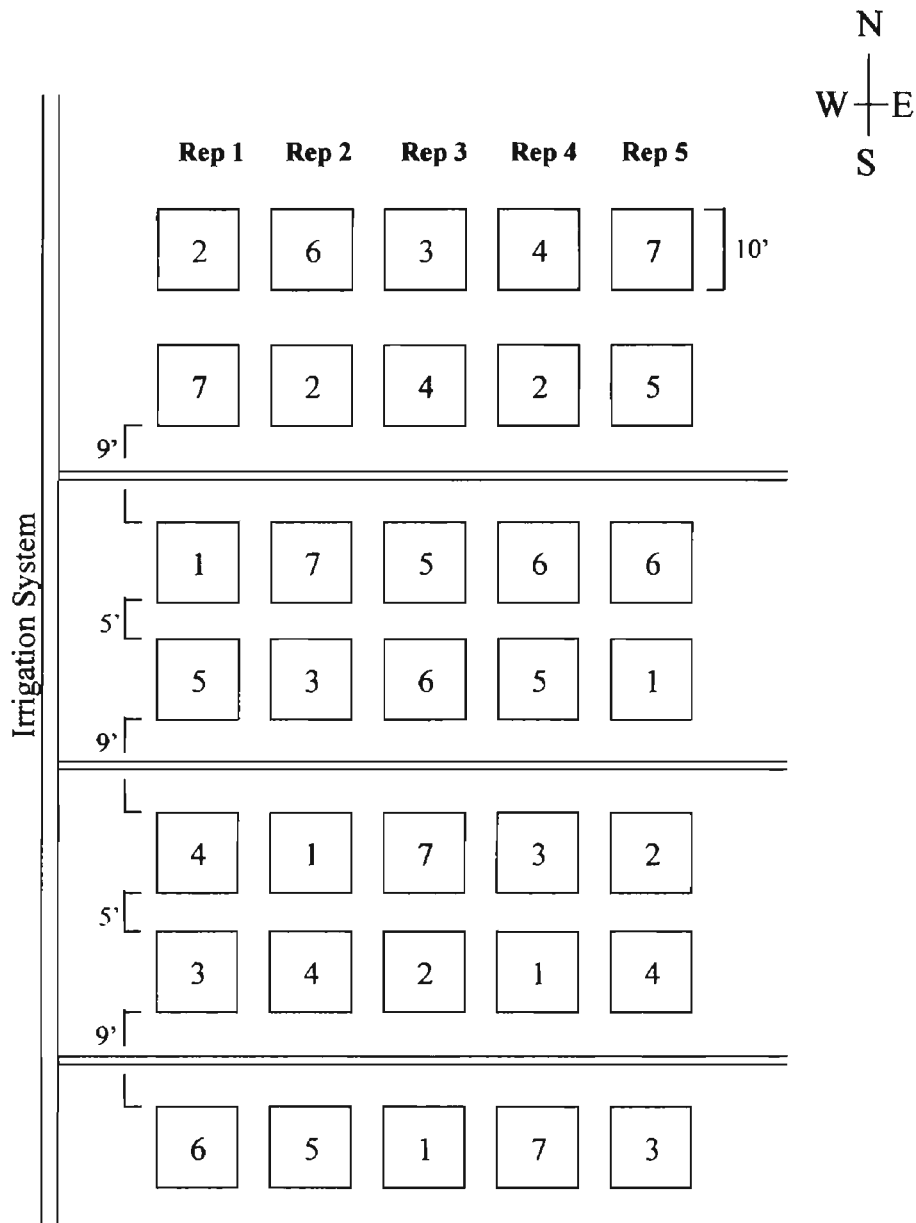 N
W E
S
Rep 1 Rep 2 Rep 3 Rep 4 Rep 5
2 6 3 4 7 10'
7 2 4 2 5
9'
Irrigation System
1 7 5 6 6
5'
5 3 6 5 1
9'
4 1 7 3 2
5'
3 4 2 1 4
9'
6 5 1 7 3